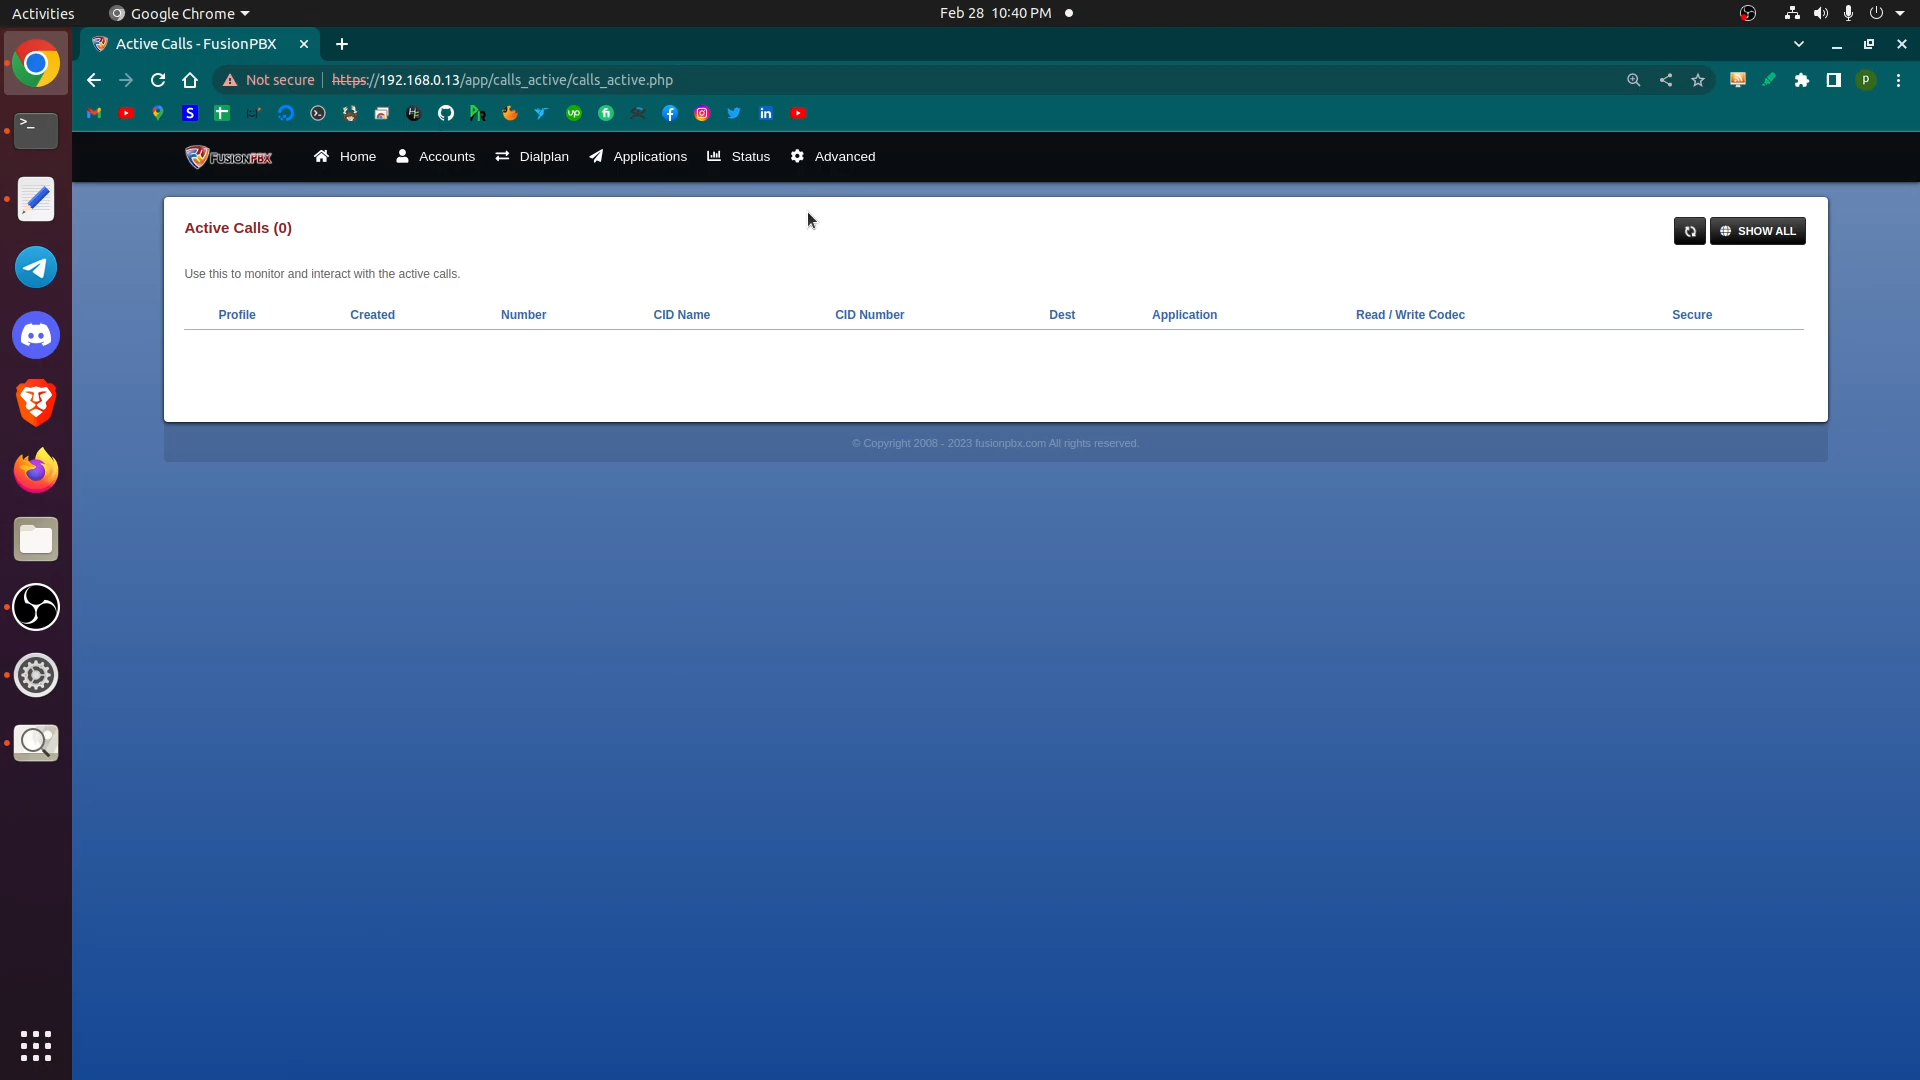 Activities
Google Chrome
Feb 28 10:40 PM
Active Calls - FusionPBX
Not secure
https://192.168.0.13/app/calls_active/calls_active.php
P
FUSIONPBX
Home
Accounts
Dialplan
Applications
Status
Advanced
Active Calls (0)
SHOW ALL
Use this to monitor and interact with the active calls.
Profile
Created
Number
CID Name
CID Number
Dest
Application
Read / Write Codec
Secure
© Copyright 2008 - 2023 fusionpbx.com All rights reserved.